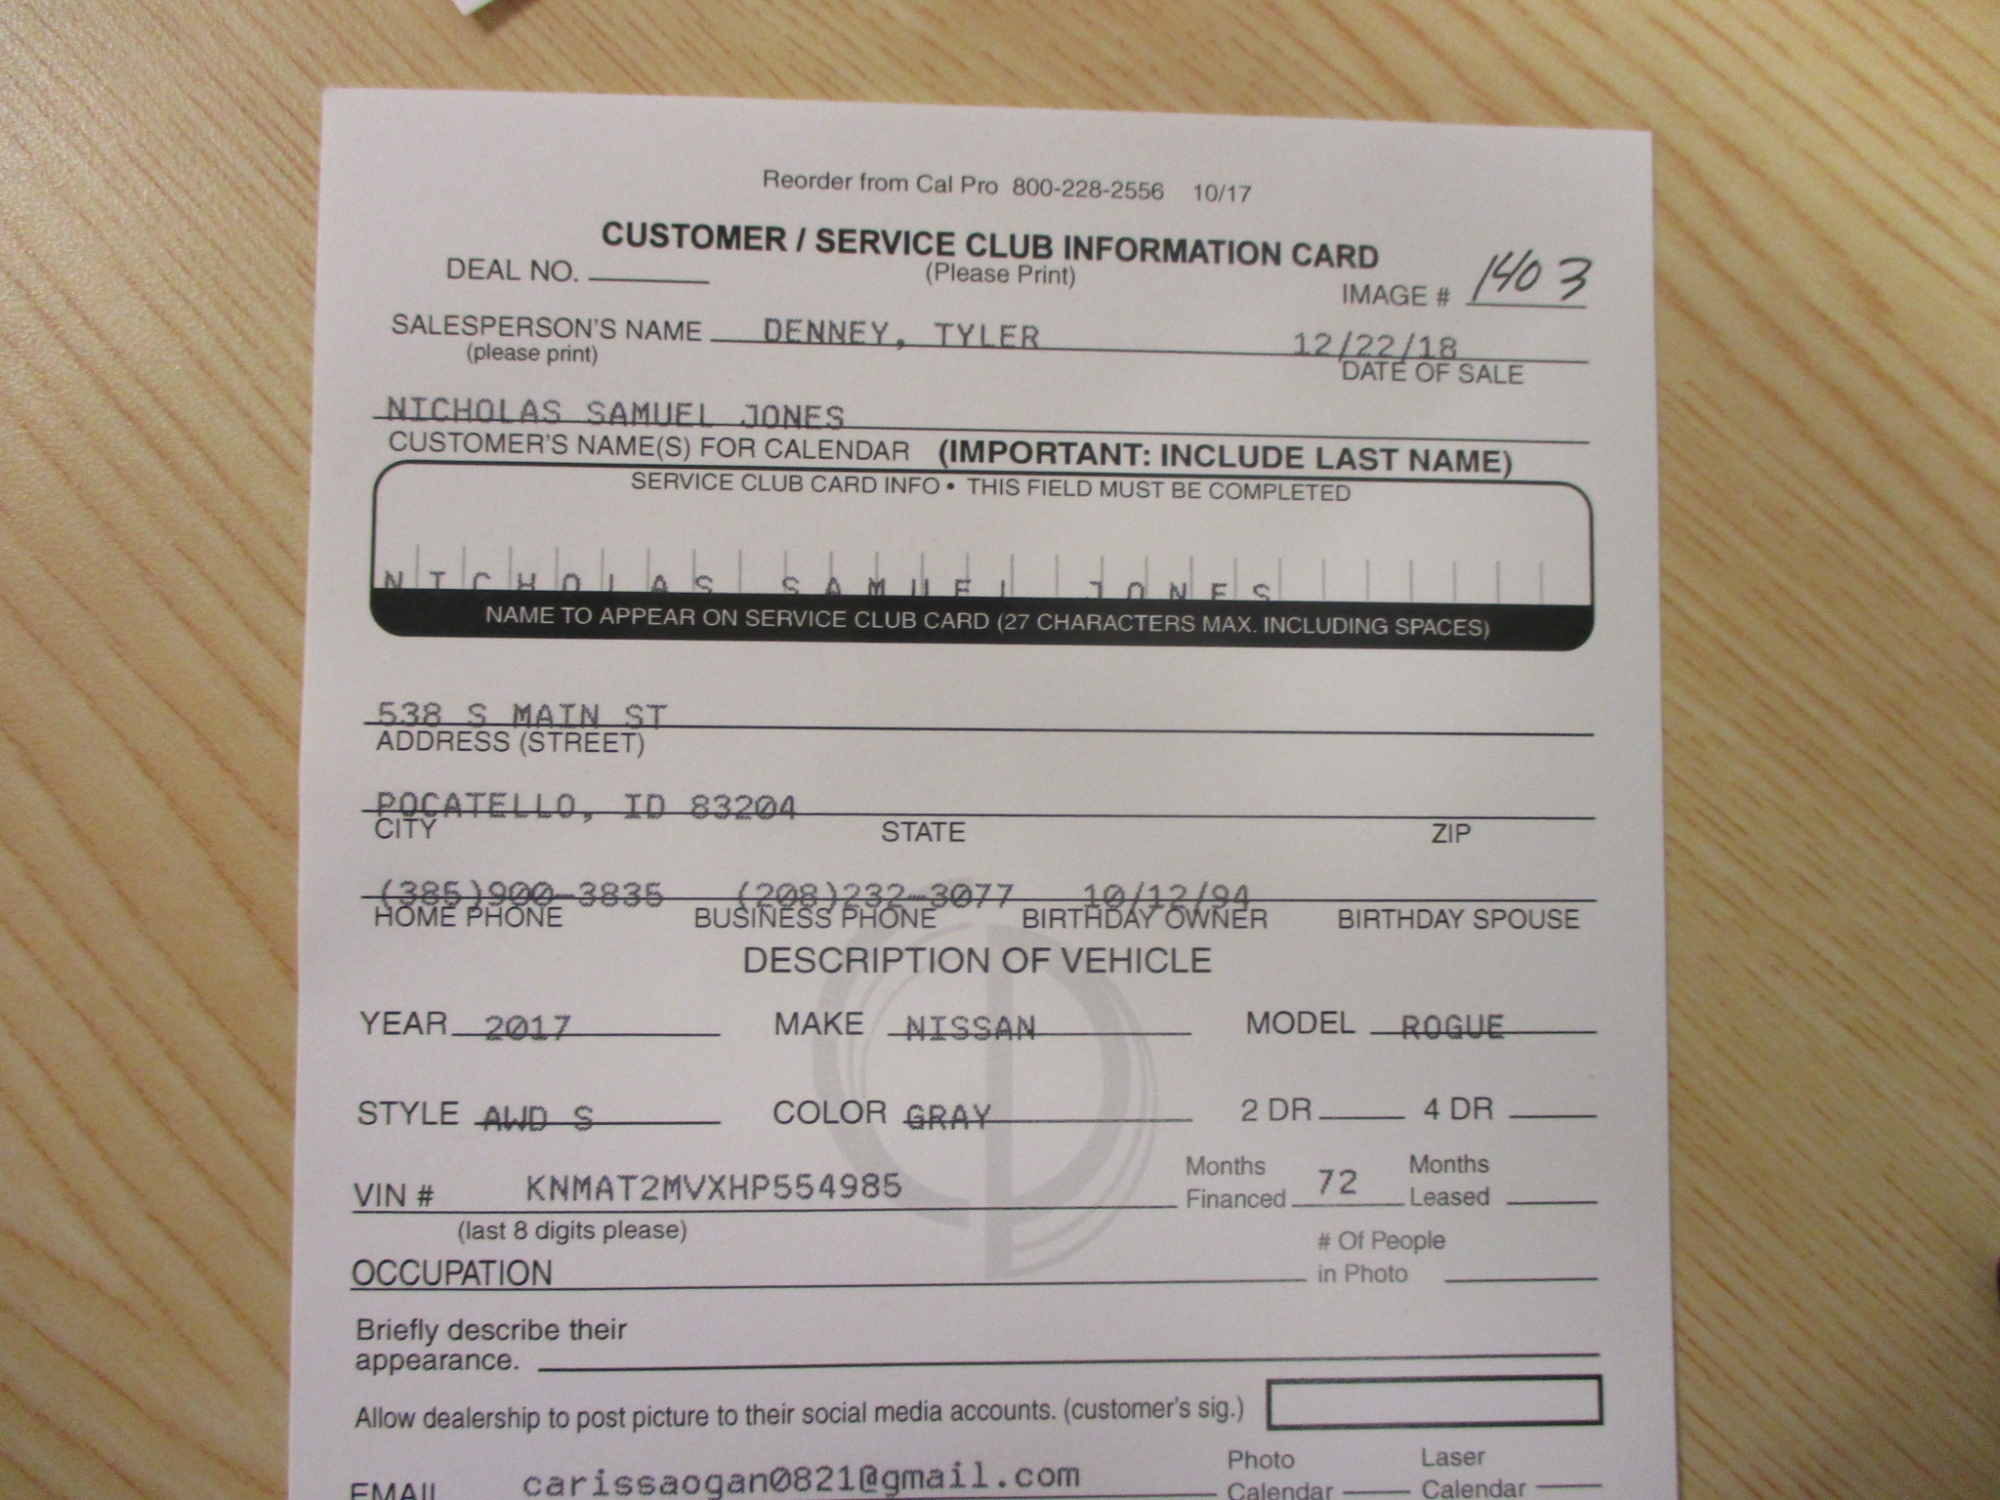 Reorder from Cal Pro 800-228-2556 10/17
CUSTOMER / SERVICE CLUB INFORMATION CARD
DEAL NO. (Please Print) IMAGE # 1403
SALESPERSON'S NAME DENNEY, TYLER 12/22/18
(please print) DATE OF SALE
NICHOLAS SAMUEL JONES
CUSTOMER'S NAME(S) FOR CALENDAR (IMPORTANT: INCLUDE LAST NAME)
SERVICE CLUB CARD INFO • THIS FIELD MUST BE COMPLETED
NICHOLAS SAMUEL JONES
NAME TO APPEAR ON SERVICE CLUB CARD (27 CHARACTERS MAX. INCLUDING SPACES)
538 S MAIN ST
ADDRESS (STREET)
POCATELLO, ID 83204
CITY STATE ZIP
(385)900-3835 (208)232-3077 10/12/94
HOME PHONE BUSINESS PHONE BIRTHDAY OWNER BIRTHDAY SPOUSE
DESCRIPTION OF VEHICLE
YEAR 2017 MAKE NISSAN MODEL ROGUE
STYLE AWD S COLOR GRAY 2 DR 4 DR
VIN # KNMAT2MVXHP554985 Months Financed 72 Months Leased
(last 8 digits please)
OCCUPATION # Of People in Photo
Briefly describe their
appearance.
Allow dealership to post picture to their social media accounts. (customer's sig.)
EMAIL carissaogan0821@gmail.com Photo Calendar Laser Calendar